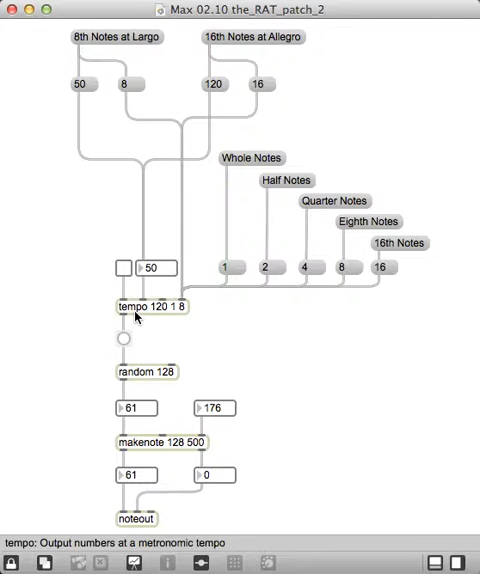 Max 02.10 the_RAT_patch_2
8th Notes at Largo
16th Notes at Allegro
50
8
120
16
Whole Notes
Half Notes
Quarter Notes
Eighth Notes
16th Notes
50
1
2
4
8
16
tempo 120 1 8
random 128
61
176
makenote 128 500
61
0
noteout
tempo: Output numbers at a metronomic tempo